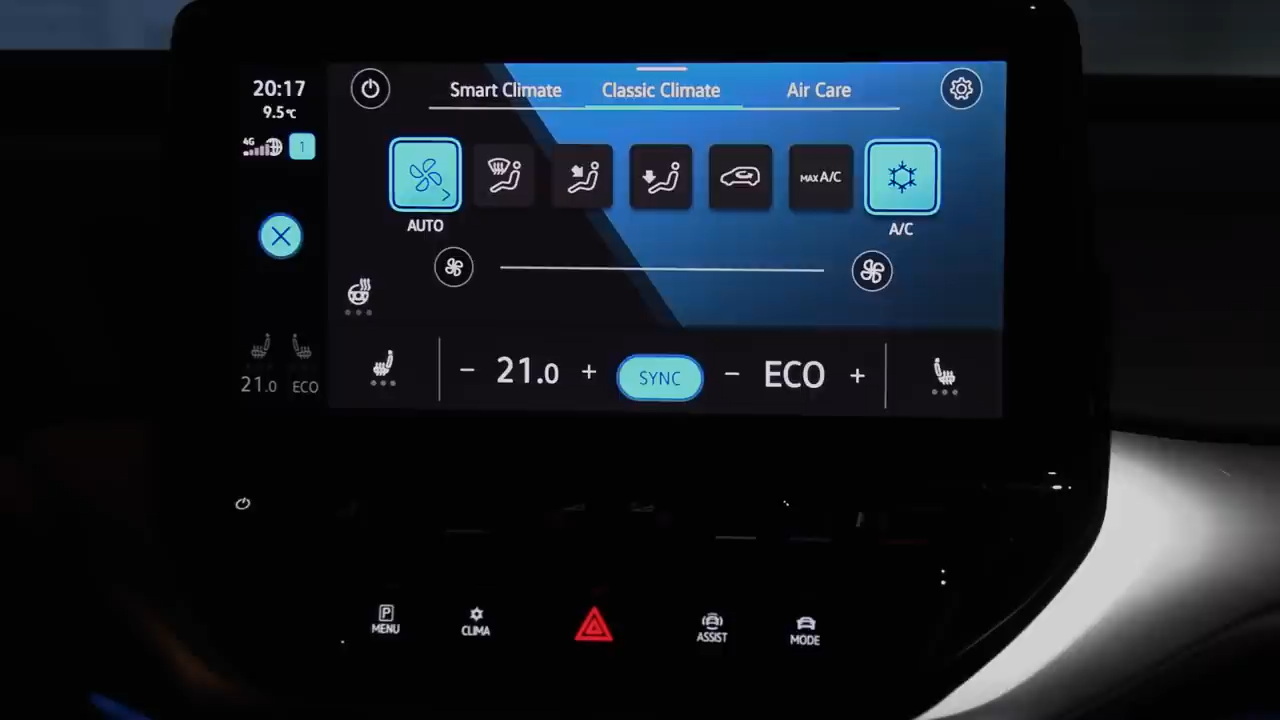 20:17
9.5°C
4G
1
Smart Climate
Classic Climate
Air Care
MAX A/C
AUTO
A/C
21.0
ECO
- 21.0 +
SYNC
- ECO +
P
MENU
CLIMA
ASSIST
MODE